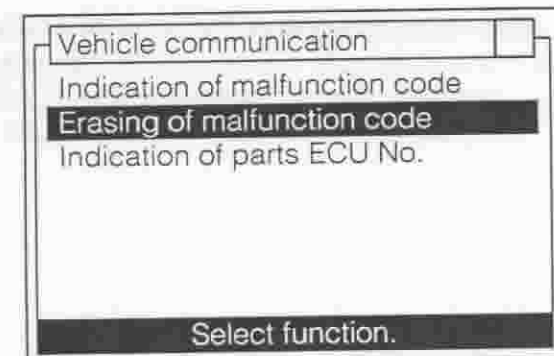 Vehicle communication
Indication of malfunction code
Erasing of malfunction code
Indication of parts ECU No.
Select function.